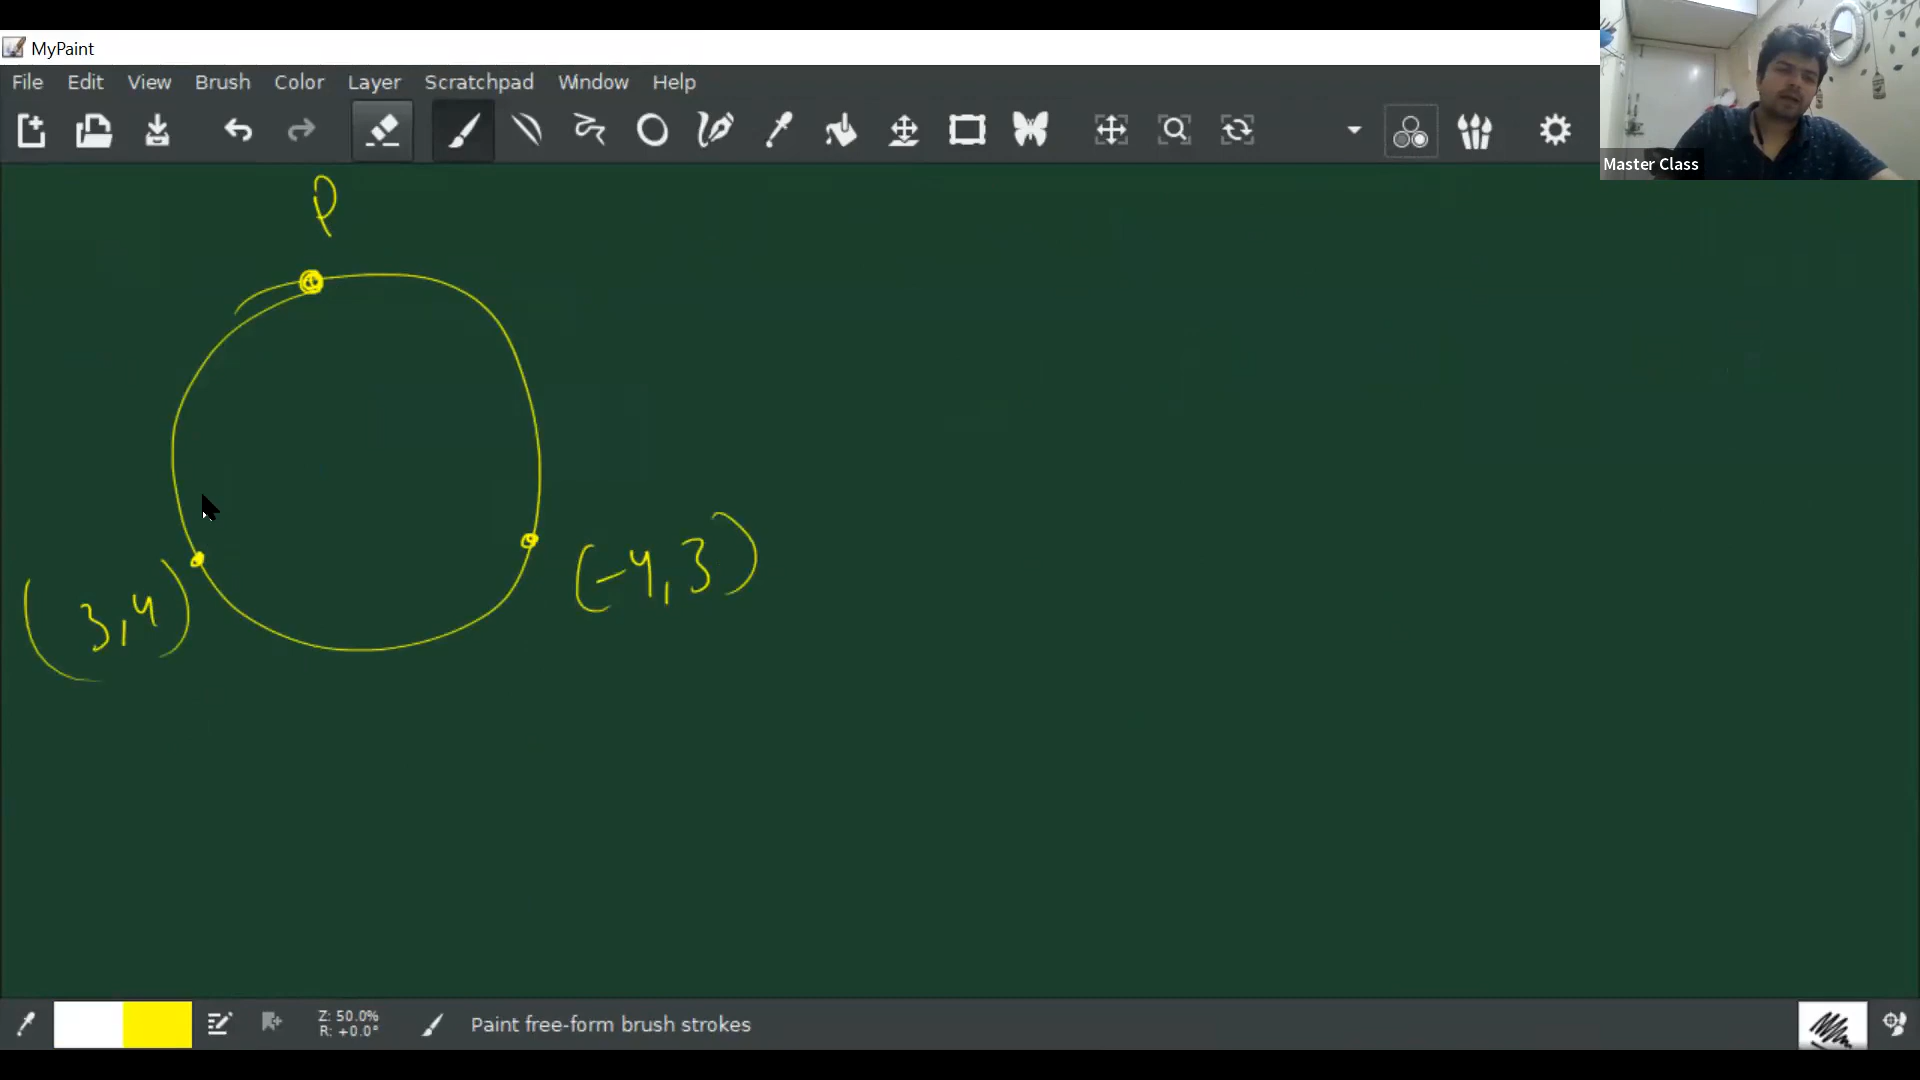 MyPaint
File Edit View Brush Color Layer Scratchpad Window Help
Master Class
P
(3,4)
(-4,3)
Z: 50.0%
R: +0.0°
Paint free-form brush strokes